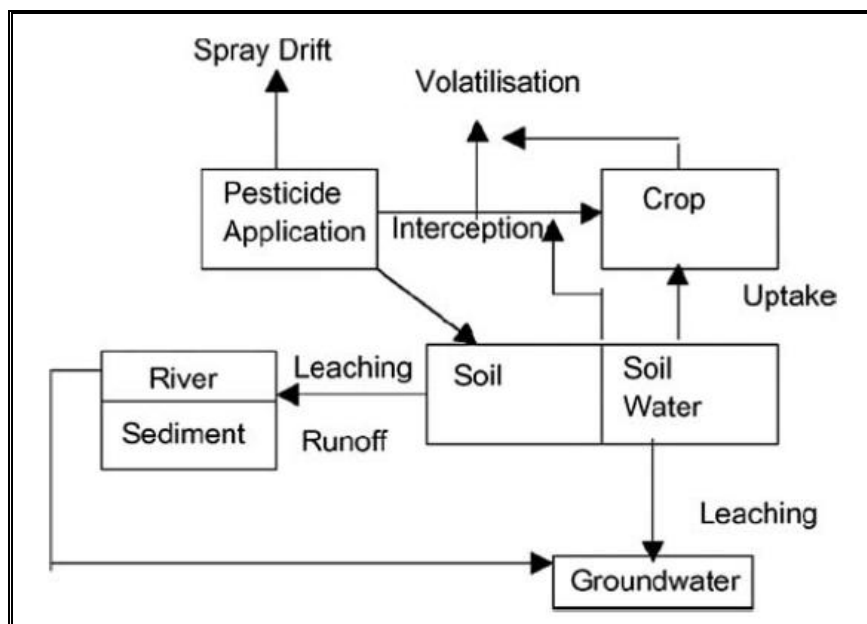 Spray Drift
Volatilisation
Pesticide
Application
Interception
Crop
Uptake
River
Sediment
Leaching
Runoff
Soil
Soil
Water
Leaching
Groundwater